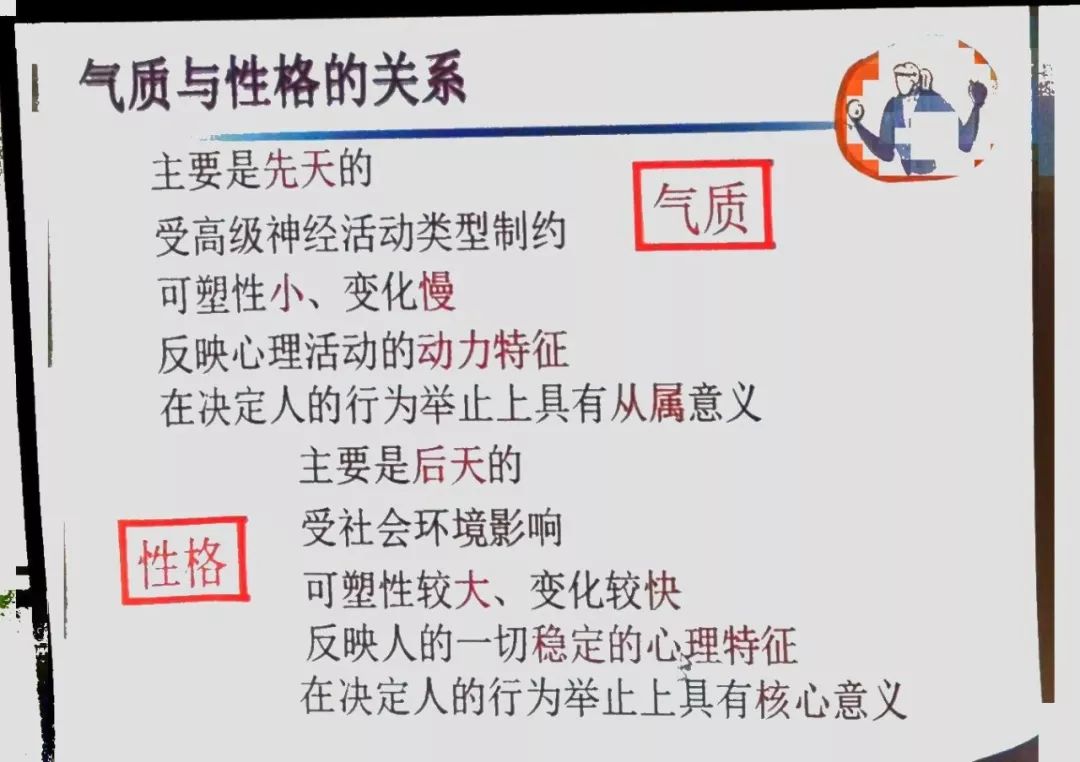 气质与性格的关系
主要是先天的
气质
受高级神经活动类型制约
可塑性小、变化慢
反映心理活动的动力特征
在决定人的行为举止上具有从属意义
主要是后天的
受社会环境影响
性格
可塑性较大、变化较快
反映人的一切稳定的心理特征
在决定人的行为举止上具有核心意义